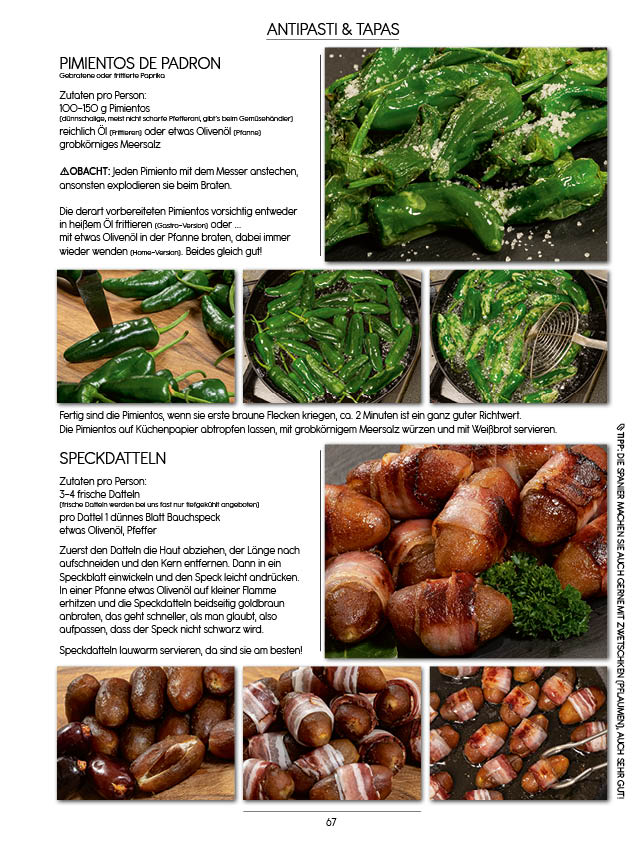 ANTIPASTI & TAPAS
PIMIENTOS DE PADRON
Gebratene oder frittierte Paprika
Zutaten pro Person:
100–150 g Pimientos
(dünnschalige, meist nicht scharfe Pfefferoni, gibt's beim Gemüsehändler)
reichlich Öl (Frittieren) oder etwas Olivenöl (Pfanne)
grobkörniges Meersalz
⚠OBACHT: Jeden Pimiento mit dem Messer anstechen,
ansonsten explodieren sie beim Braten.
Die derart vorbereiteten Pimientos vorsichtig entweder
in heißem Öl frittieren (Gastro-Version) oder ...
mit etwas Olivenöl in der Pfanne braten, dabei immer
wieder wenden (Home-Version). Beides gleich gut!
Fertig sind die Pimientos, wenn sie erste braune Flecken kriegen, ca. 2 Minuten ist ein ganz guter Richtwert.
Die Pimientos auf Küchenpapier abtropfen lassen, mit grobkörnigem Meersalz würzen und mit Weißbrot servieren.
SPECKDATTELN
Zutaten pro Person:
3–4 frische Datteln
(frische Datteln werden bei uns fast nur tiefgekühlt angeboten)
pro Dattel 1 dünnes Blatt Bauchspeck
etwas Olivenöl, Pfeffer
Zuerst den Datteln die Haut abziehen, der Länge nach
aufschneiden und den Kern entfernen. Dann in ein
Speckblatt einwickeln und den Speck leicht andrücken.
In einer Pfanne etwas Olivenöl auf kleiner Flamme
erhitzen und die Speckdatteln beidseitig goldbraun
anbraten, das geht schneller, als man glaubt, also
aufpassen, dass der Speck nicht schwarz wird.
Speckdatteln lauwarm servieren, da sind sie am besten!
TIPP: DIE SPANIER MACHEN SIE AUCH GERNE MIT ZWETSCHKEN (PFLAUMEN), AUCH SEHR GUT!
67